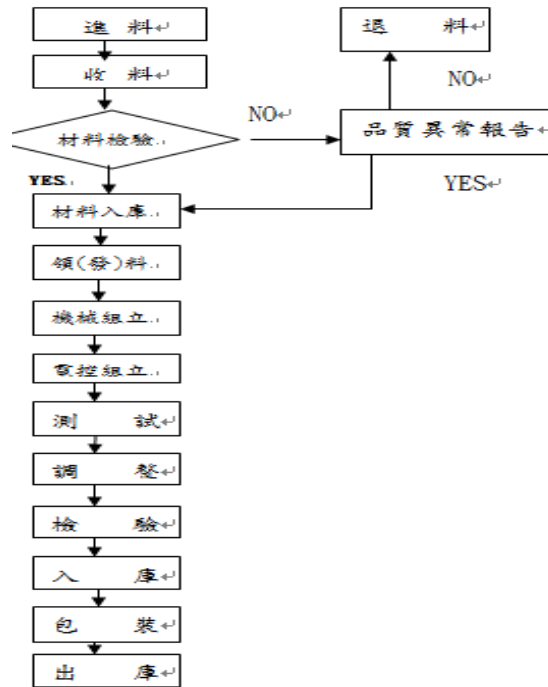 進 料
退 料
收 料
NO
NO
材料檢驗
品質異常報告
YES
YES
材料入庫
領(發)料
機械組立
電控組立
測 試
調 整
檢 驗
入 庫
包 裝
出 庫